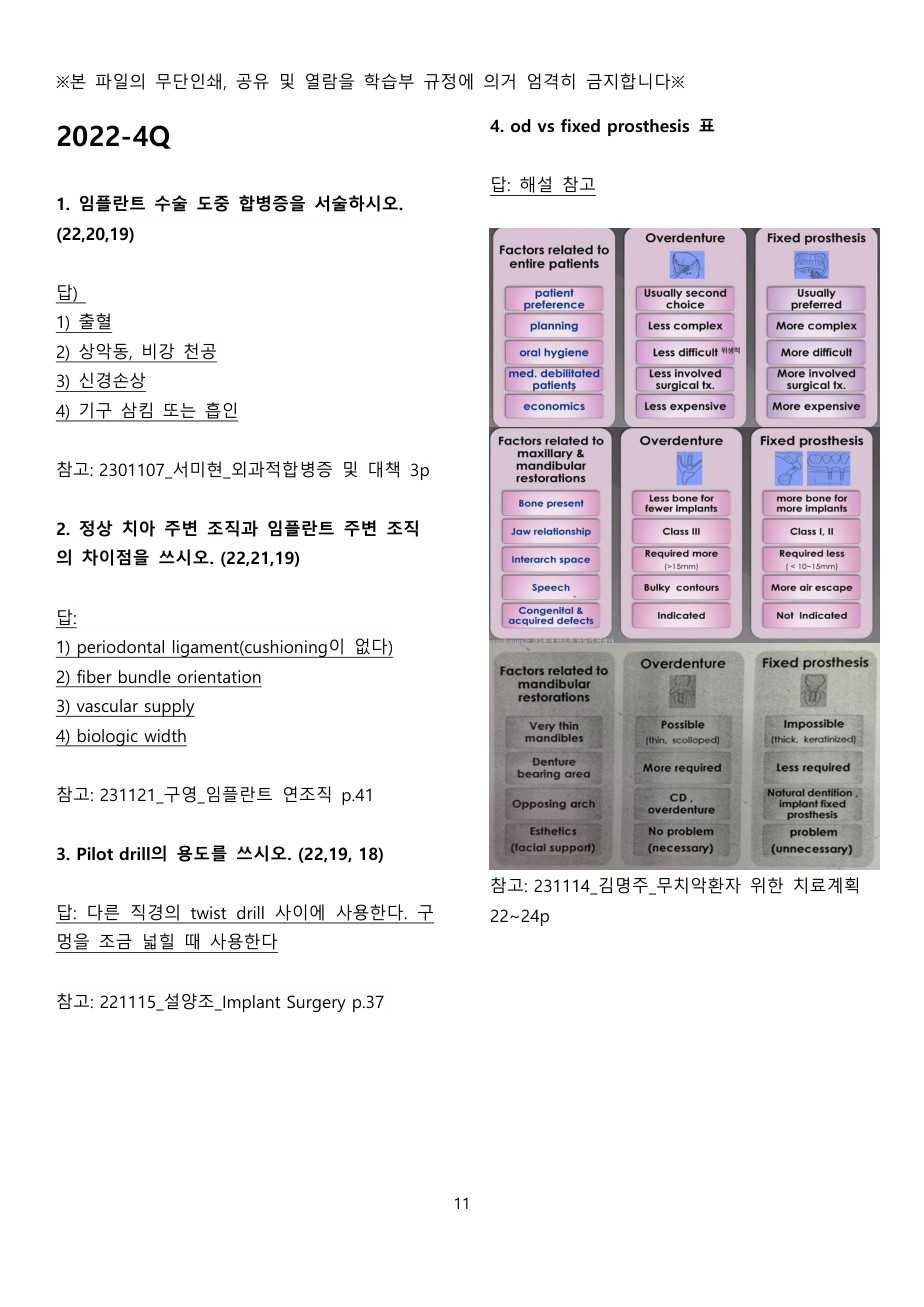 ※본 파일의 무단인쇄, 공유 및 열람을 학습부 규정에 의거 엄격히 금지합니다※
2022-4Q
1. 임플란트 수술 도중 합병증을 서술하시오.
(22,20,19)
답)
1) 출혈
2) 상악동, 비강 천공
3) 신경손상
4) 기구 삼킴 또는 흡인
참고: 2301107_서미현_외과적합병증 및 대책 3p
2. 정상 치아 주변 조직과 임플란트 주변 조직
의 차이점을 쓰시오. (22,21,19)
답:
1) periodontal ligament(cushioning이 없다)
2) fiber bundle orientation
3) vascular supply
4) biologic width
참고: 231121_구영_임플란트 연조직 p.41
3. Pilot drill의 용도를 쓰시오. (22,19, 18)
답: 다른 직경의 twist drill 사이에 사용한다. 구
멍을 조금 넓힐 때 사용한다
참고: 221115_설양조_Implant Surgery p.37
4. od vs fixed prosthesis 표
답: 해설 참고
Factors related to
entire patients
Overdenture
Fixed prosthesis
patient
preference
Usually second
choice
Usually
preferred
planning
Less complex
More complex
oral hygiene
Less difficult 위생적
More difficult
med. debilitated
patients
Less involved
surgical tx.
More involved
surgical tx.
economics
Less expensive
More expensive
Factors related to
maxillary &
mandibular
restorations
Overdenture
Fixed prosthesis
Bone present
Less bone for
fewer implants
more bone for
more implants
Jaw relationship
Class III
Class I, II
Interarch space
Required more
(>15mm)
Required less
( < 10~15mm)
Speech
Bulky contours
More air escape
Congenital &
acquired defects
Indicated
Not Indicated
Factors related to
mandibular
restorations
Overdenture
Fixed prosthesis
Very thin
mandibles
Possible
(thin, scolloped)
Impossible
(thick, keratinized)
Denture
bearing area
More required
Less required
Opposing arch
CD ,
overdenture
Natural dentition ,
implant fixed
prosthesis
Esthetics
(facial support)
No problem
(necessary)
problem
(unnecessary)
참고: 231114_김명주_무치악환자 위한 치료계획
22~24p
11